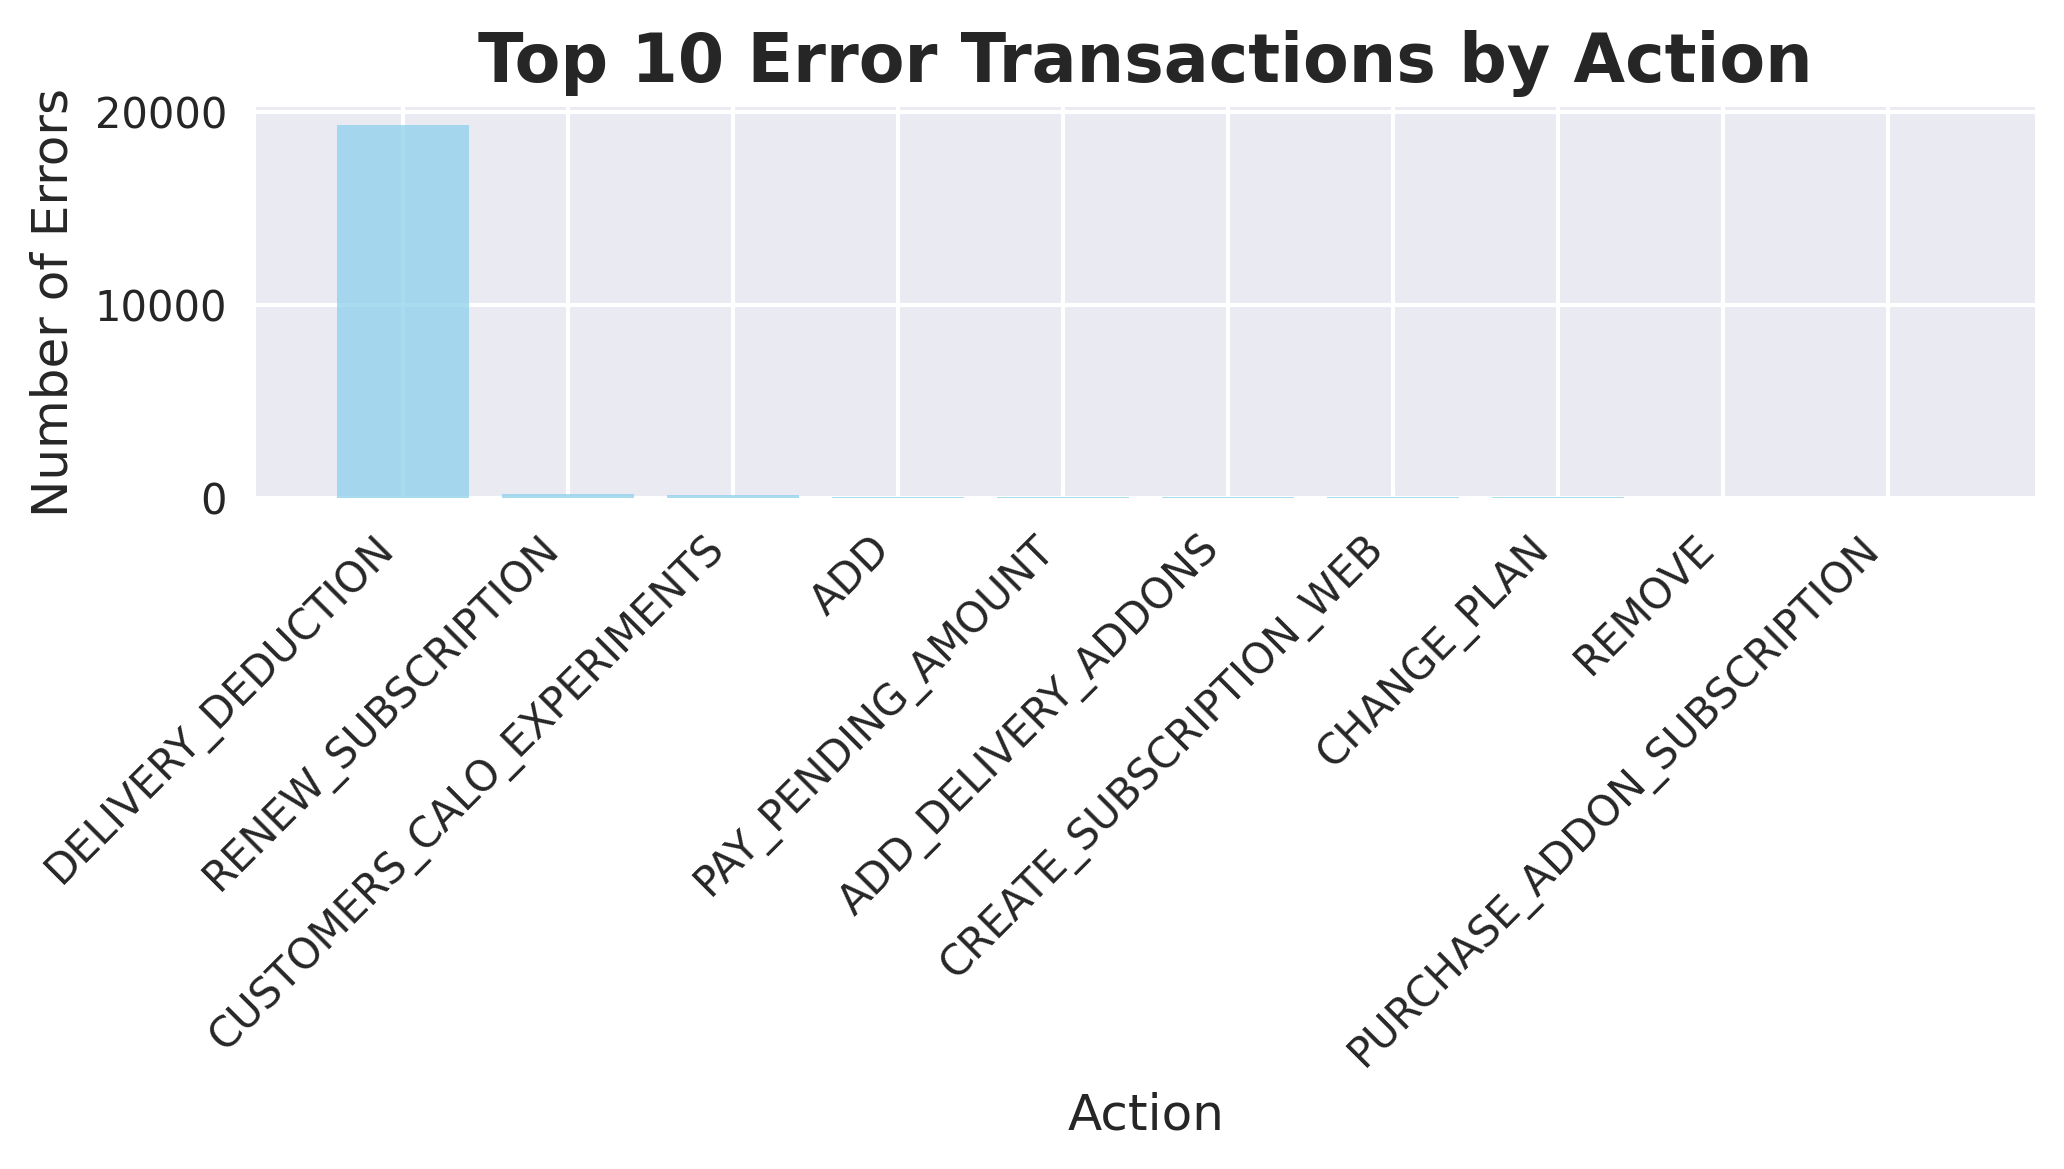 Top 10 Error Transactions by Action
Number of Errors
20000
10000
0
DELIVERY_DEDUCTION
RENEW_SUBSCRIPTION
CUSTOMERS_CALO_EXPERIMENTS
ADD
PAY_PENDING_AMOUNT
ADD_DELIVERY_ADDONS
CREATE_SUBSCRIPTION_WEB
CHANGE_PLAN
REMOVE
PURCHASE_ADDON_SUBSCRIPTION
Action